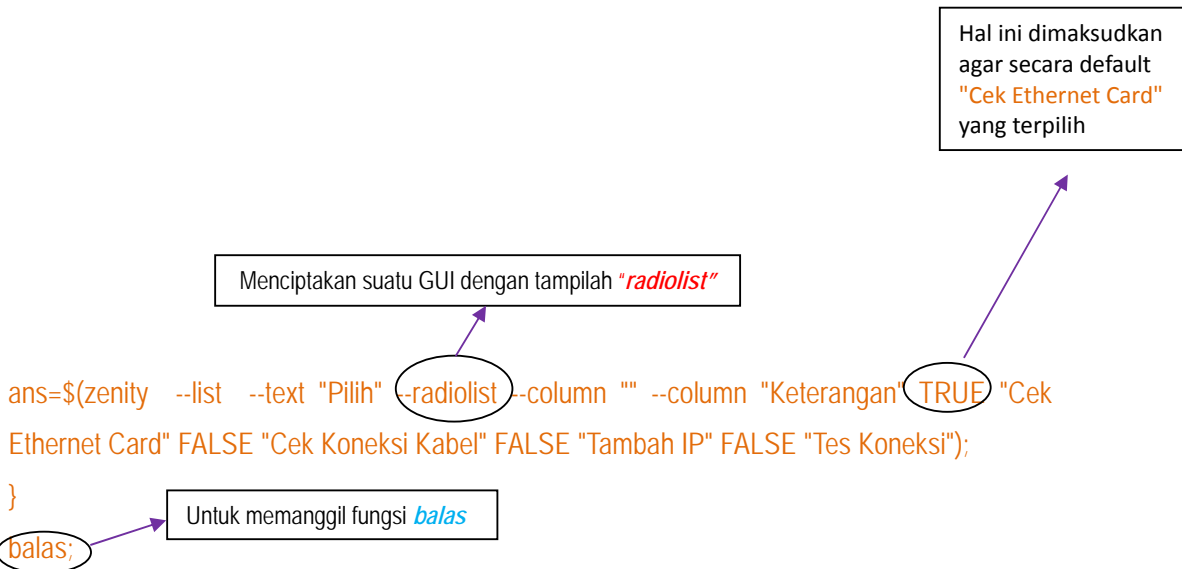 Hal ini dimaksudkan
agar secara default
"Cek Ethernet Card"
yang terpilih
Menciptakan suatu GUI dengan tampilah “radiolist”
ans=$(zenity --list --text "Pilih" --radiolist --column "" --column "Keterangan" TRUE "Cek
Ethernet Card" FALSE "Cek Koneksi Kabel" FALSE "Tambah IP" FALSE "Tes Koneksi");
}
Untuk memanggil fungsi balas
balas;